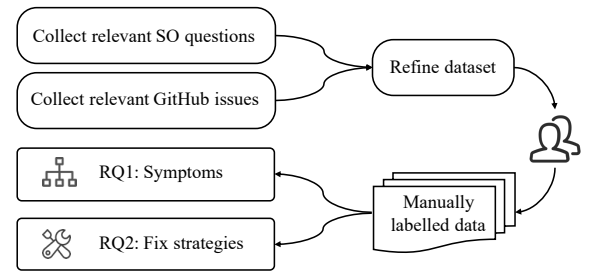 Collect relevant SO questions
Collect relevant GitHub issues
Refine dataset
Manually
labelled data
RQ1: Symptoms
RQ2: Fix strategies